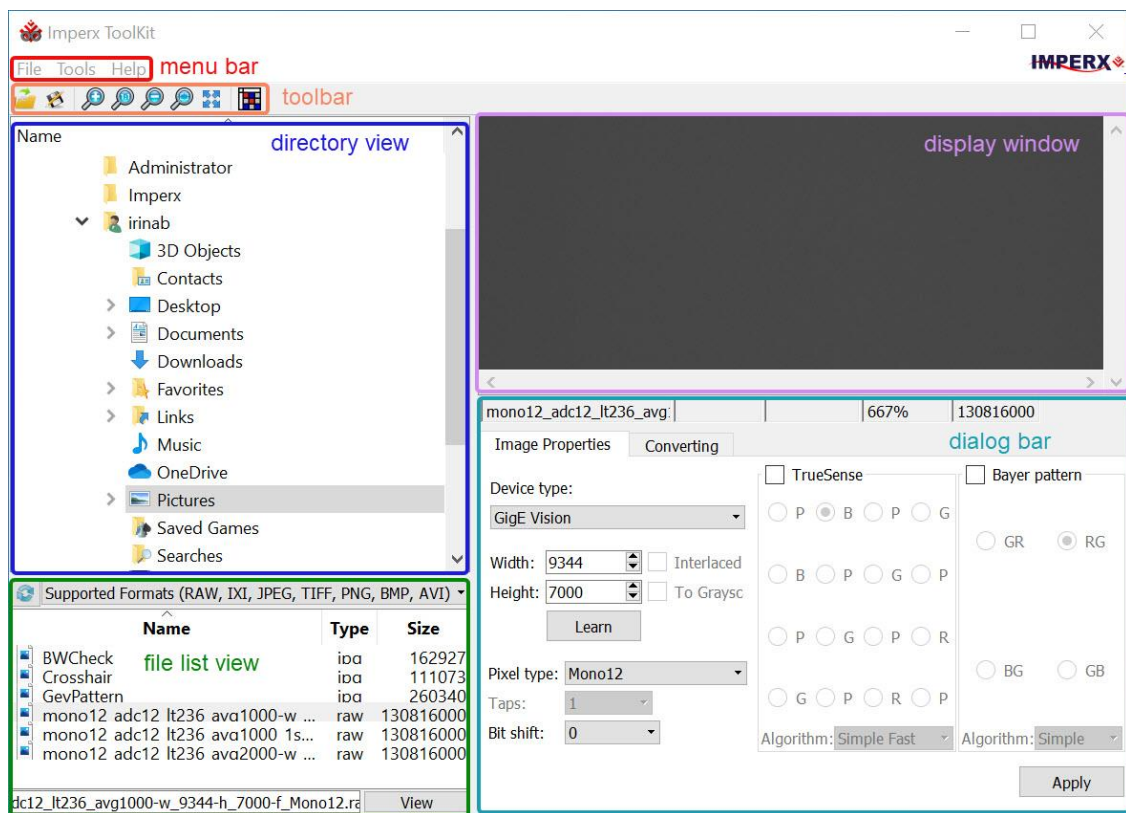 Imperx ToolKit
File Tools Help menu bar
IMPERX
toolbar
Name
directory view
Administrator
Imperx
irinab
3D Objects
Contacts
Desktop
Documents
Downloads
Favorites
Links
Music
OneDrive
Pictures
Saved Games
Searches
Supported Formats (RAW, IXI, JPEG, TIFF, PNG, BMP, AVI)
Name Type Size
file list view
BWCheck jpg 162927
Crosshair jpg 111073
GevPattern jpg 260340
mono12 adc12 lt236 avg1000-w ... raw 130816000
mono12 adc12 lt236 avg1000 1s... raw 130816000
mono12 adc12 lt236 avg2000-w ... raw 130816000
dc12_lt236_avg1000-w_9344-h_7000-f_Mono12.ra View
display window
mono12_adc12_lt236_avg: 667% 130816000
dialog bar
Image Properties Converting
Device type:
GigE Vision
Width: 9344 Interlaced
Height: 7000 To Graysc
Learn
Pixel type: Mono12
Taps: 1
Bit shift: 0
TrueSense
P B P G
B P G P
P G P R
G P R P
Algorithm: Simple Fast
Bayer pattern
GR RG
BG GB
Algorithm: Simple
Apply